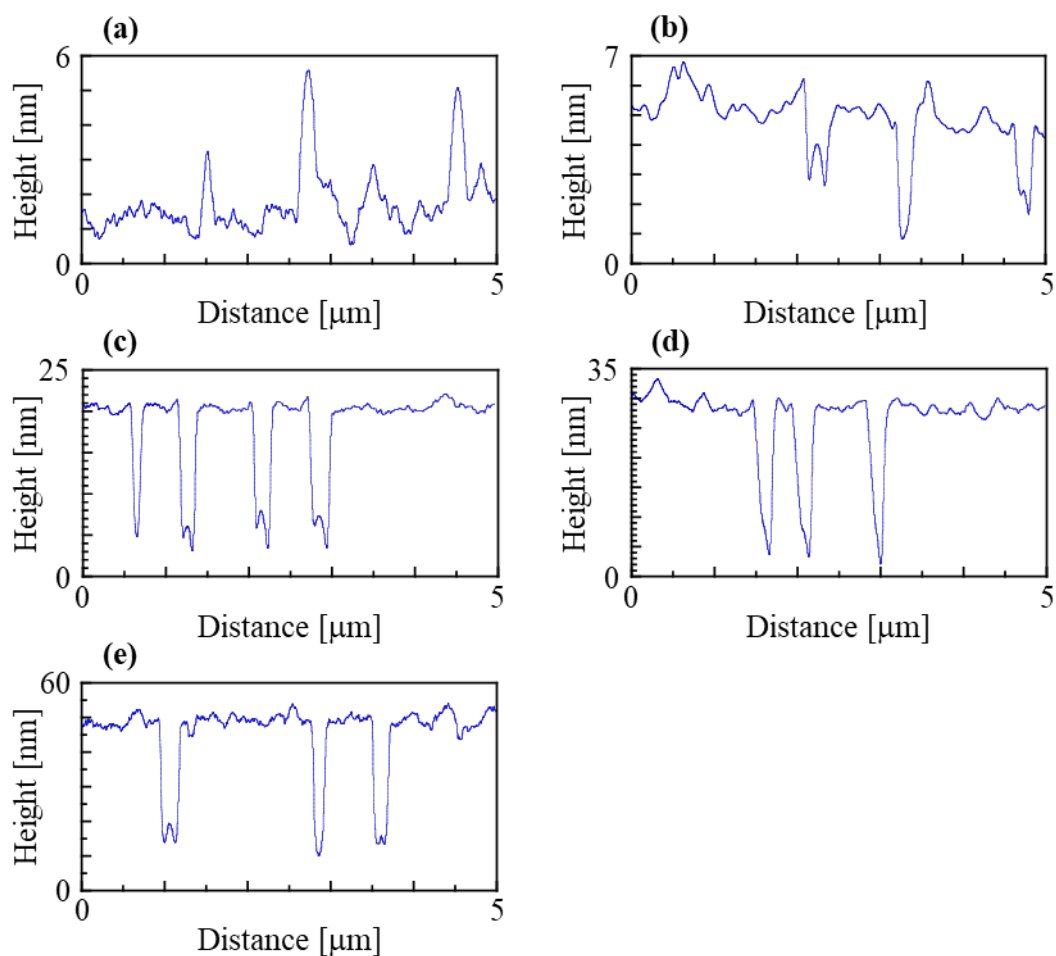 (a)
6
Height [nm]
0
0
5
Distance [μm]
(b)
7
Height [nm]
0
0
5
Distance [μm]
(c)
25
Height [nm]
0
0
5
Distance [μm]
(d)
35
Height [nm]
0
0
5
Distance [μm]
(e)
60
Height [nm]
0
0
5
Distance [μm]